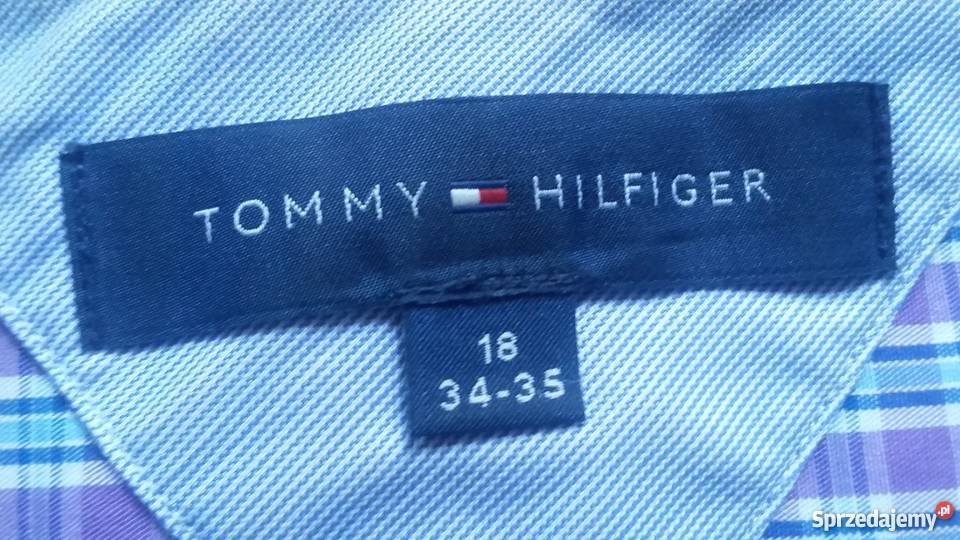 TOMMY HILFIGER
18
34-35
Sprzedajemy.pl